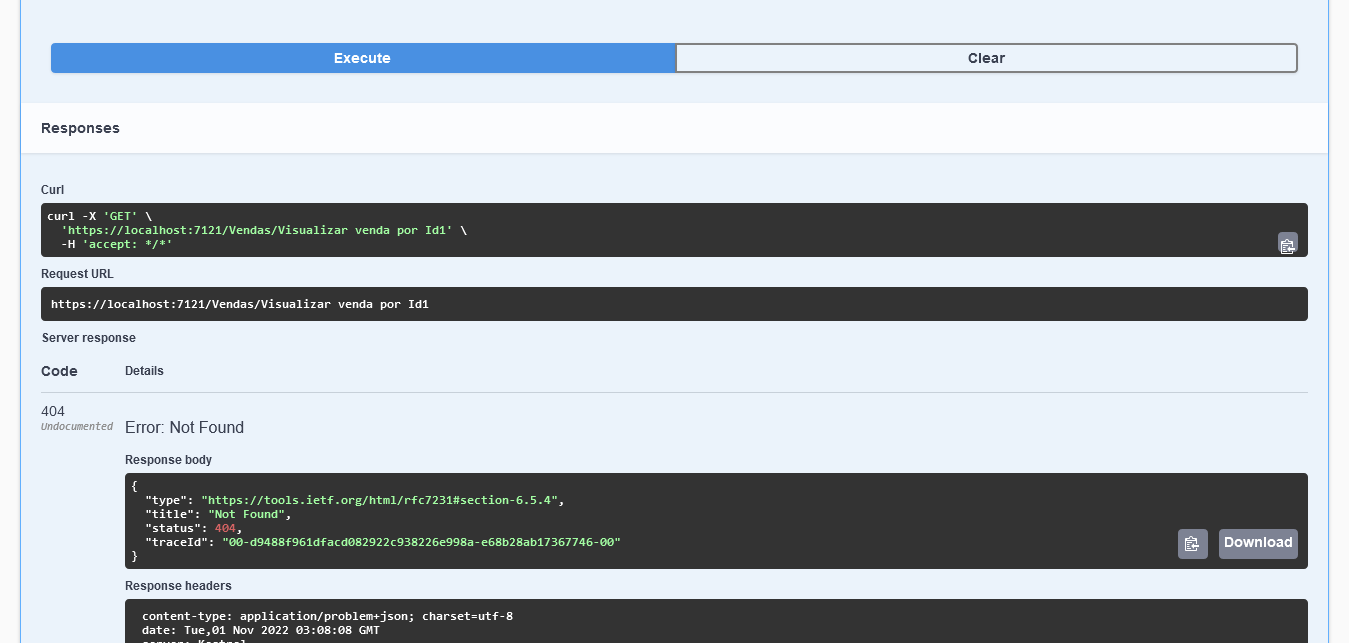 Execute
Clear
Responses
Curl
curl -X 'GET' \
'https://localhost:7121/Vendas/Visualizar venda por Id1' \
-H 'accept: */*'
Request URL
https://localhost:7121/Vendas/Visualizar venda por Id1
Server response
Code
Details
404
Undocumented
Error: Not Found
Response body
{
"type": "https://tools.ietf.org/html/rfc7231#section-6.5.4",
"title": "Not Found",
"status": 404,
"traceId": "00-d9488f961dfacd082922c938226e998a-e68b28ab17367746-00"
}
Download
Response headers
content-type: application/problem+json; charset=utf-8
date: Tue,01 Nov 2022 03:08:08 GMT
server: Kestrel